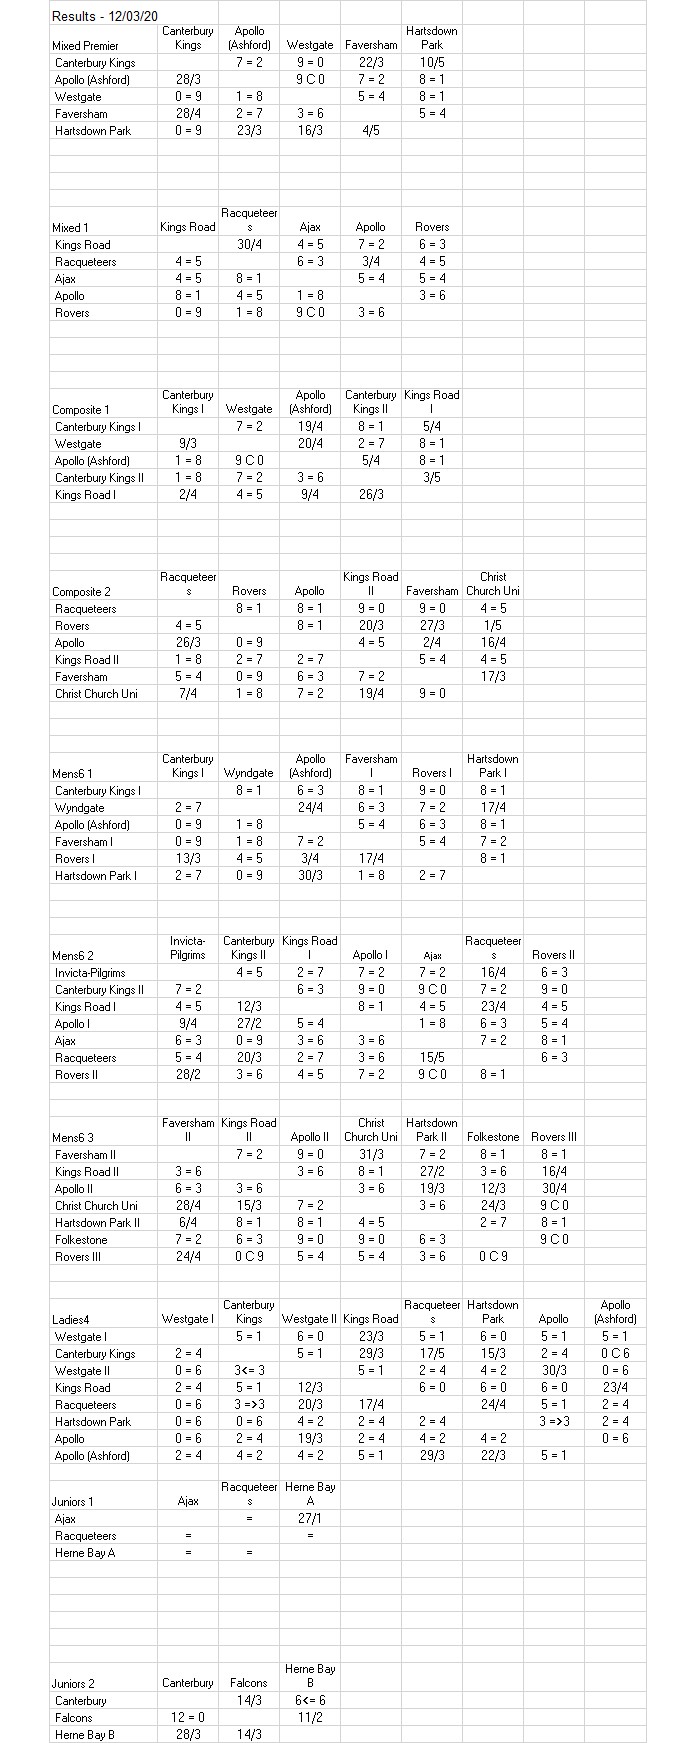 Results - 12/03/20
Mixed Premier Canterbury Kings Apollo (Ashford) Westgate Faversham Hartsdown Park
Canterbury Kings 7 = 2 9 = 0 22/3 10/5
Apollo (Ashford) 28/3 9 C 0 7 = 2 8 = 1
Westgate 0 = 9 1 = 8 5 = 4 8 = 1
Faversham 28/4 2 = 7 3 = 6 5 = 4
Hartsdown Park 0 = 9 23/3 16/3 4/5
Mixed 1 Kings Road Racqueteers Ajax Apollo Rovers
Kings Road 30/4 4 = 5 7 = 2 6 = 3
Racqueteers 4 = 5 6 = 3 3/4 4 = 5
Ajax 4 = 5 8 = 1 5 = 4 5 = 4
Apollo 8 = 1 4 = 5 1 = 8 3 = 6
Rovers 0 = 9 1 = 8 9 C 0 3 = 6
Composite 1 Canterbury Kings I Westgate Apollo (Ashford) Canterbury Kings II Kings Road I
Canterbury Kings I 7 = 2 19/4 8 = 1 5/4
Westgate 9/3 20/4 2 = 7 8 = 1
Apollo (Ashford) 1 = 8 9 C 0 5/4 8 = 1
Canterbury Kings II 1 = 8 7 = 2 3 = 6 3/5
Kings Road I 2/4 4 = 5 9/4 26/3
Composite 2 Racqueteers Rovers Apollo Kings Road II Faversham Christ Church Uni
Racqueteers 8 = 1 8 = 1 9 = 0 9 = 0 4 = 5
Rovers 4 = 5 8 = 1 20/3 27/3 1/5
Apollo 26/3 0 = 9 4 = 5 2/4 16/4
Kings Road II 1 = 8 2 = 7 2 = 7 5 = 4 4 = 5
Faversham 5 = 4 0 = 9 6 = 3 7 = 2 17/3
Christ Church Uni 7/4 1 = 8 7 = 2 19/4 9 = 0
Mens6 1 Canterbury Kings I Wyndgate Apollo (Ashford) Faversham I Rovers I Hartsdown Park I
Canterbury Kings I 8 = 1 6 = 3 8 = 1 9 = 0 8 = 1
Wyndgate 2 = 7 24/4 6 = 3 7 = 2 17/4
Apollo (Ashford) 0 = 9 1 = 8 5 = 4 6 = 3 8 = 1
Faversham I 0 = 9 1 = 8 7 = 2 5 = 4 7 = 2
Rovers I 13/3 4 = 5 3/4 17/4 8 = 1
Hartsdown Park I 2 = 7 0 = 9 30/3 1 = 8 2 = 7
Mens6 2 Invicta-Pilgrims Canterbury Kings II Kings Road I Apollo I Ajax Racqueteers Rovers II
Invicta-Pilgrims 4 = 5 2 = 7 7 = 2 7 = 2 16/4 6 = 3
Canterbury Kings II 7 = 2 6 = 3 9 = 0 9 C 0 7 = 2 9 = 0
Kings Road I 4 = 5 12/3 8 = 1 4 = 5 23/4 4 = 5
Apollo I 9/4 27/2 5 = 4 1 = 8 6 = 3 5 = 4
Ajax 6 = 3 0 = 9 3 = 6 3 = 6 7 = 2 8 = 1
Racqueteers 5 = 4 20/3 2 = 7 3 = 6 15/5 6 = 3
Rovers II 28/2 3 = 6 4 = 5 7 = 2 9 C 0 8 = 1
Mens6 3 Faversham II Kings Road II Apollo II Christ Church Uni Hartsdown Park II Folkestone Rovers III
Faversham II 7 = 2 9 = 0 31/3 7 = 2 8 = 1 8 = 1
Kings Road II 3 = 6 3 = 6 8 = 1 27/2 3 = 6 16/4
Apollo II 6 = 3 3 = 6 3 = 6 19/3 12/3 30/4
Christ Church Uni 28/4 15/3 7 = 2 3 = 6 24/3 9 C 0
Hartsdown Park II 6/4 8 = 1 8 = 1 4 = 5 2 = 7 8 = 1
Folkestone 7 = 2 6 = 3 9 = 0 9 = 0 6 = 3 9 C 0
Rovers III 24/4 0 C 9 5 = 4 5 = 4 3 = 6 0 C 9
Ladies4 Westgate I Canterbury Kings Westgate II Kings Road Racqueteers Hartsdown Park Apollo Apollo (Ashford)
Westgate I 5 = 1 6 = 0 23/3 5 = 1 6 = 0 5 = 1 5 = 1
Canterbury Kings 2 = 4 5 = 1 29/3 17/5 15/3 2 = 4 0 C 6
Westgate II 0 = 6 3<= 3 5 = 1 2 = 4 4 = 2 30/3 0 = 6
Kings Road 2 = 4 5 = 1 12/3 6 = 0 6 = 0 6 = 0 23/4
Racqueteers 0 = 6 3 =>3 20/3 17/4 24/4 5 = 1 2 = 4
Hartsdown Park 0 = 6 0 = 6 4 = 2 2 = 4 2 = 4 3 =>3 2 = 4
Apollo 0 = 6 2 = 4 19/3 2 = 4 4 = 2 4 = 2 0 = 6
Apollo (Ashford) 2 = 4 4 = 2 4 = 2 5 = 1 29/3 22/3 5 = 1
Juniors 1 Ajax Racqueteers Herne Bay A
Ajax = 27/1
Racqueteers = =
Herne Bay A = =
Juniors 2 Canterbury Falcons Herne Bay B
Canterbury 14/3 6<= 6
Falcons 12 = 0 11/2
Herne Bay B 28/3 14/3